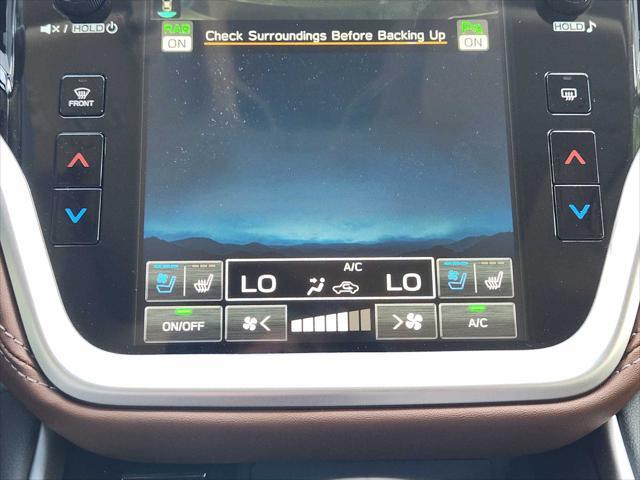 / HOLD
RAB
ON
Check Surroundings Before Backing Up
ON
HOLD
FRONT
A/C
LO
LO
ON/OFF
<
>
A/C